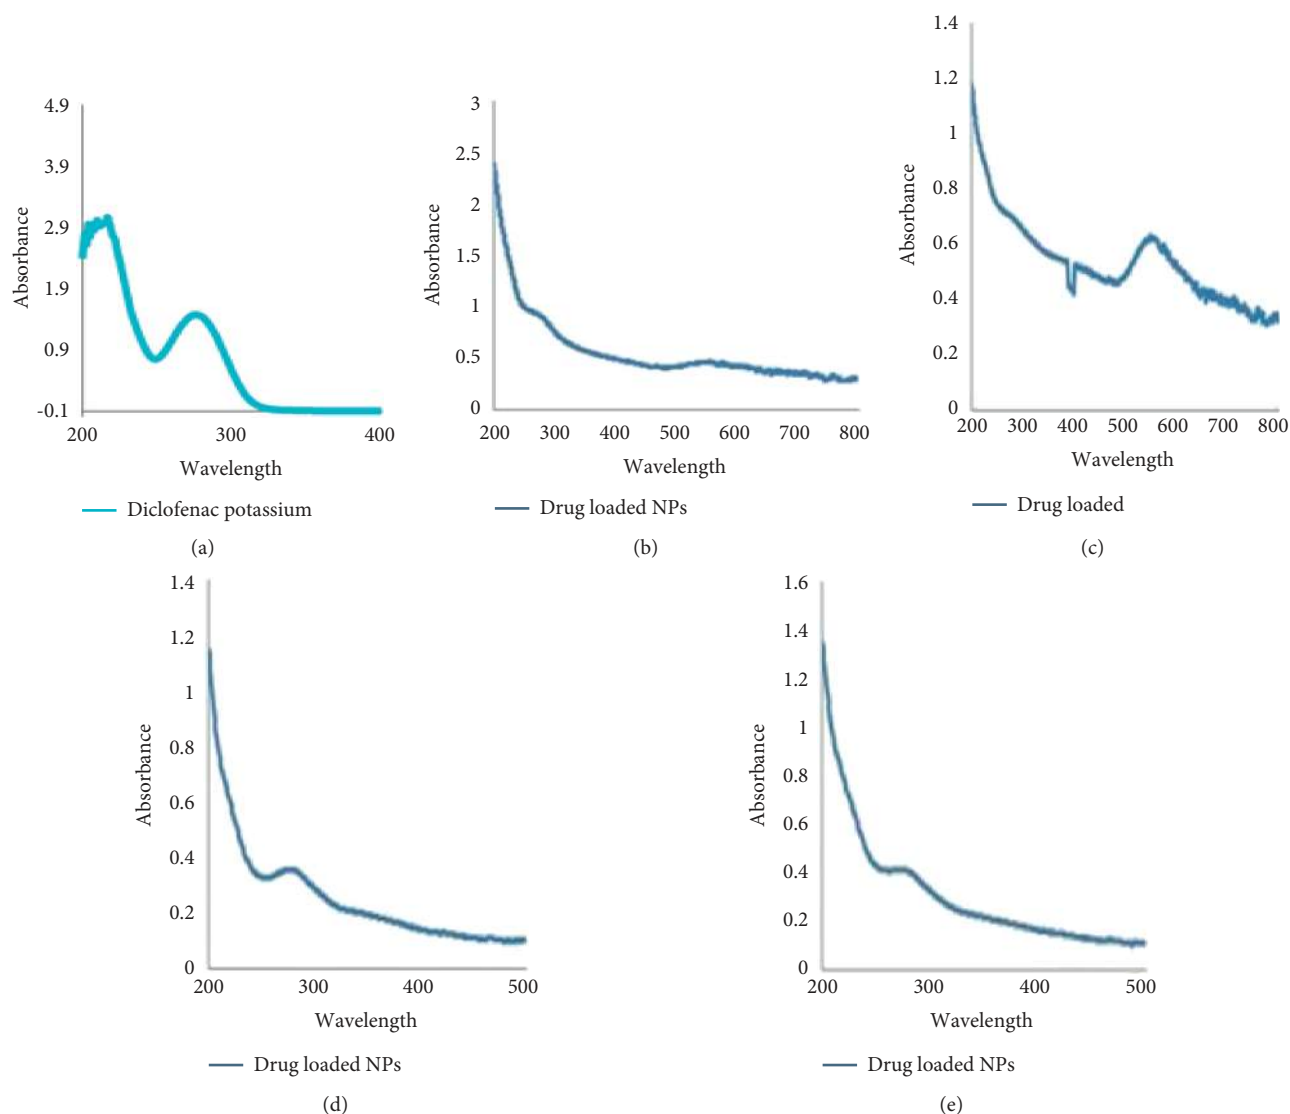 4.9
3.9
2.9
1.9
0.9
-0.1
Absorbance
200 300 400
Wavelength
Diclofenac potassium
(a)
3
2.5
2
1.5
1
0.5
0
Absorbance
200 300 400 500 600 700 800
Wavelength
Drug loaded NPs
(b)
1.4
1.2
1
0.8
0.6
0.4
0.2
0
Absorbance
200 300 400 500 600 700 800
Wavelength
Drug loaded
(c)
1.4
1.2
1
0.8
0.6
0.4
0.2
0
Absorbance
200 300 400 500
Wavelength
Drug loaded NPs
(d)
1.6
1.4
1.2
1
0.8
0.6
0.4
0.2
0
Absorbance
200 300 400 500
Wavelength
Drug loaded NPs
(e)